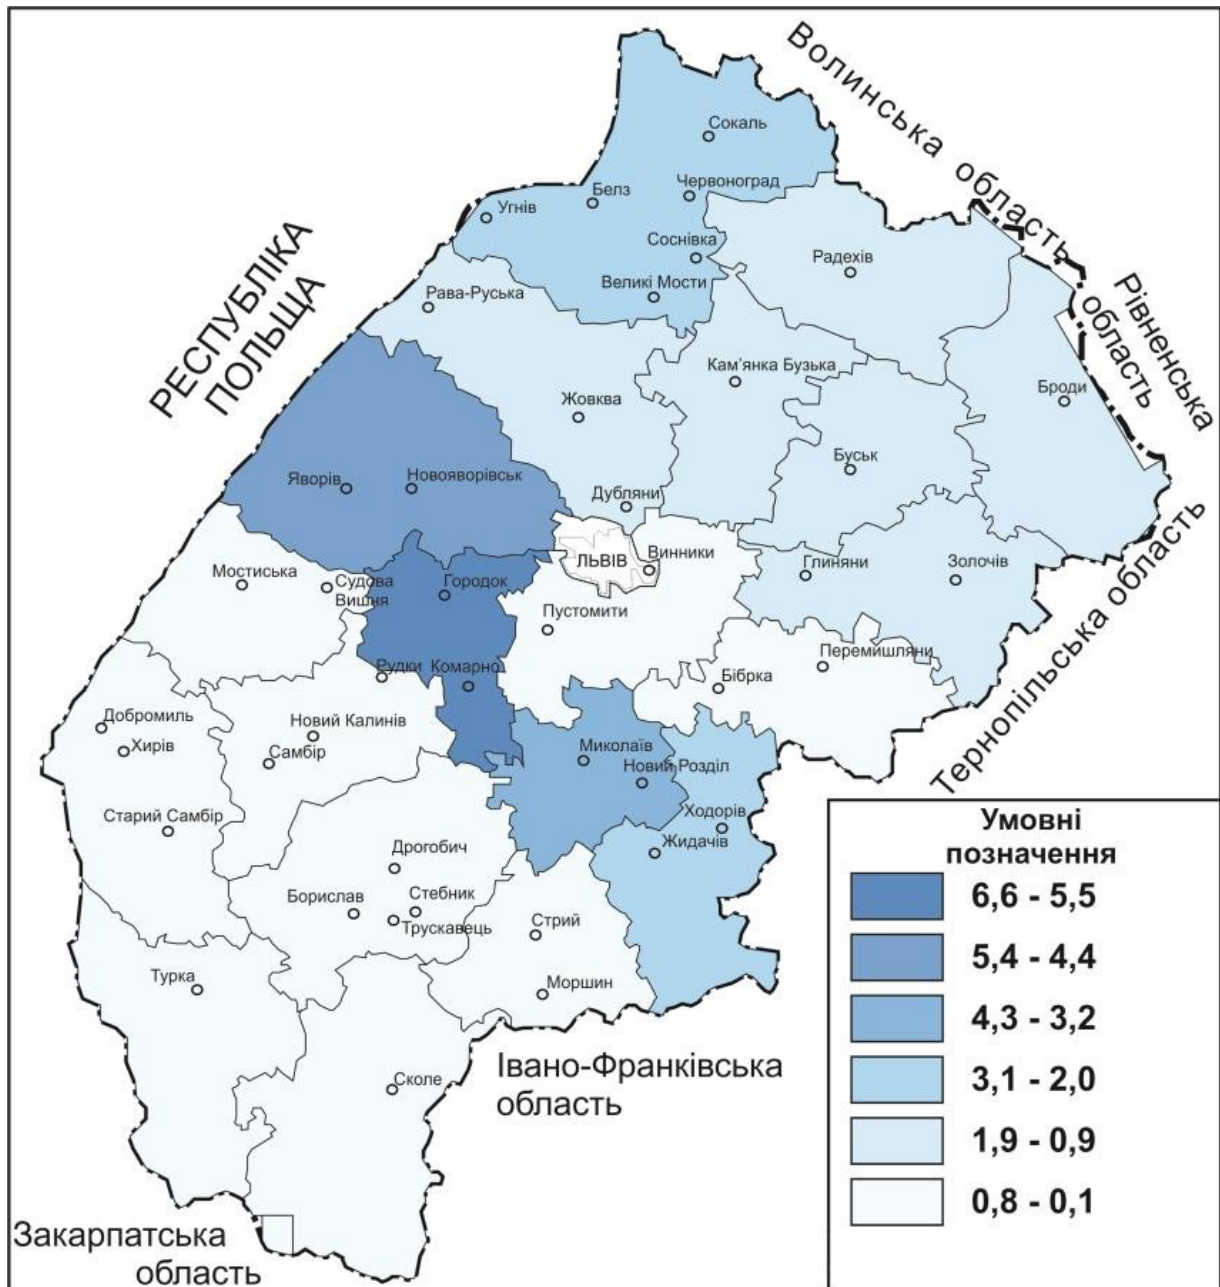 Волинська область
Рівненська
область
РЕСПУБЛІКА
ПОЛЬЩА
Сокаль
Белз
Червоноград
Угнів
Соснівка
Радехів
Великі Мости
Рава-Руська
Кам’янка Бузька
Броди
Жовква
Буськ
Яворів
Новояворівськ
Дубляни
ЛЬВІВ
Винники
Глиняни
Золочів
Мостиська
Судова
Вишня
Городок
Пустомити
Тернопільська область
Перемишляни
Бібрка
Рудки
Комарно
Добромиль
Хирів
Новий Калинів
Самбір
Миколаїв
Новий Розділ
Старий Самбір
Ходорів
Жидачів
Дрогобич
Борислав
Стебник
Трускавець
Стрий
Турка
Моршин
Сколе
Івано-Франківська
область
Закарпатська
область
Умовні
позначення
6,6 - 5,5
5,4 - 4,4
4,3 - 3,2
3,1 - 2,0
1,9 - 0,9
0,8 - 0,1